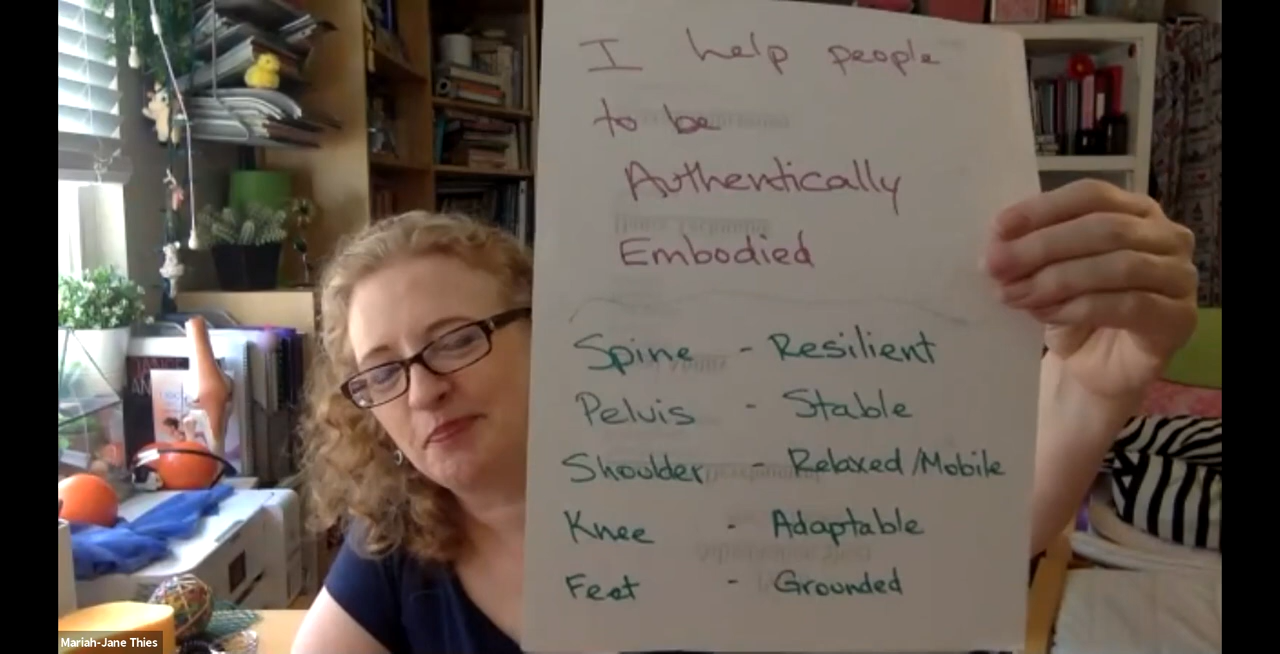 I help people
to be
Authentically
Embodied
Spine - Resilient
Pelvis - Stable
Shoulder - Relaxed/Mobile
Knee - Adaptable
Feet - Grounded
Mariah-Jane Thies